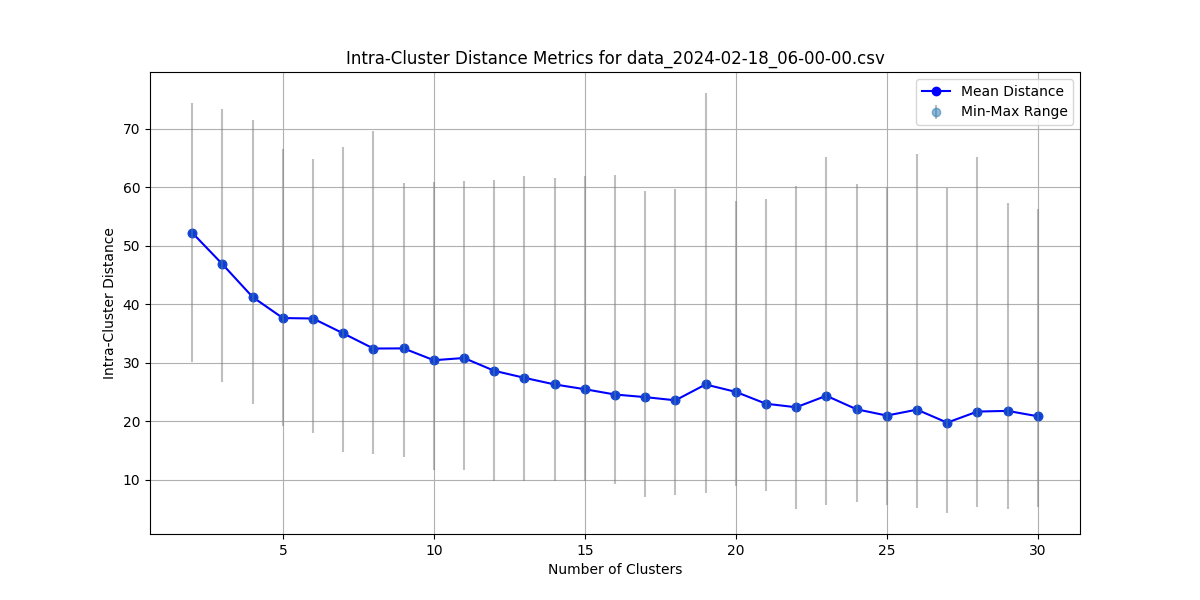 Intra-Cluster Distance Metrics for data_2024-02-18_06-00-00.csv
Mean Distance
Min-Max Range
Intra-Cluster Distance
70
60
50
40
30
20
10
5 10 15 20 25 30
Number of Clusters